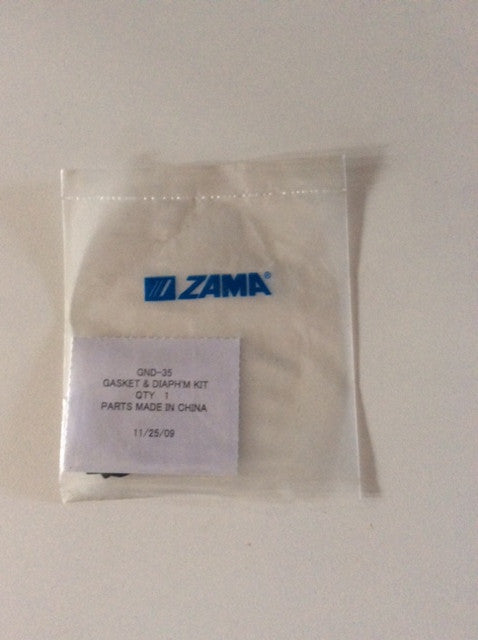 ZAMA®
GND-35
GASKET & DIAPH'M KIT
QTY 1
PARTS MADE IN CHINA
11/25/09